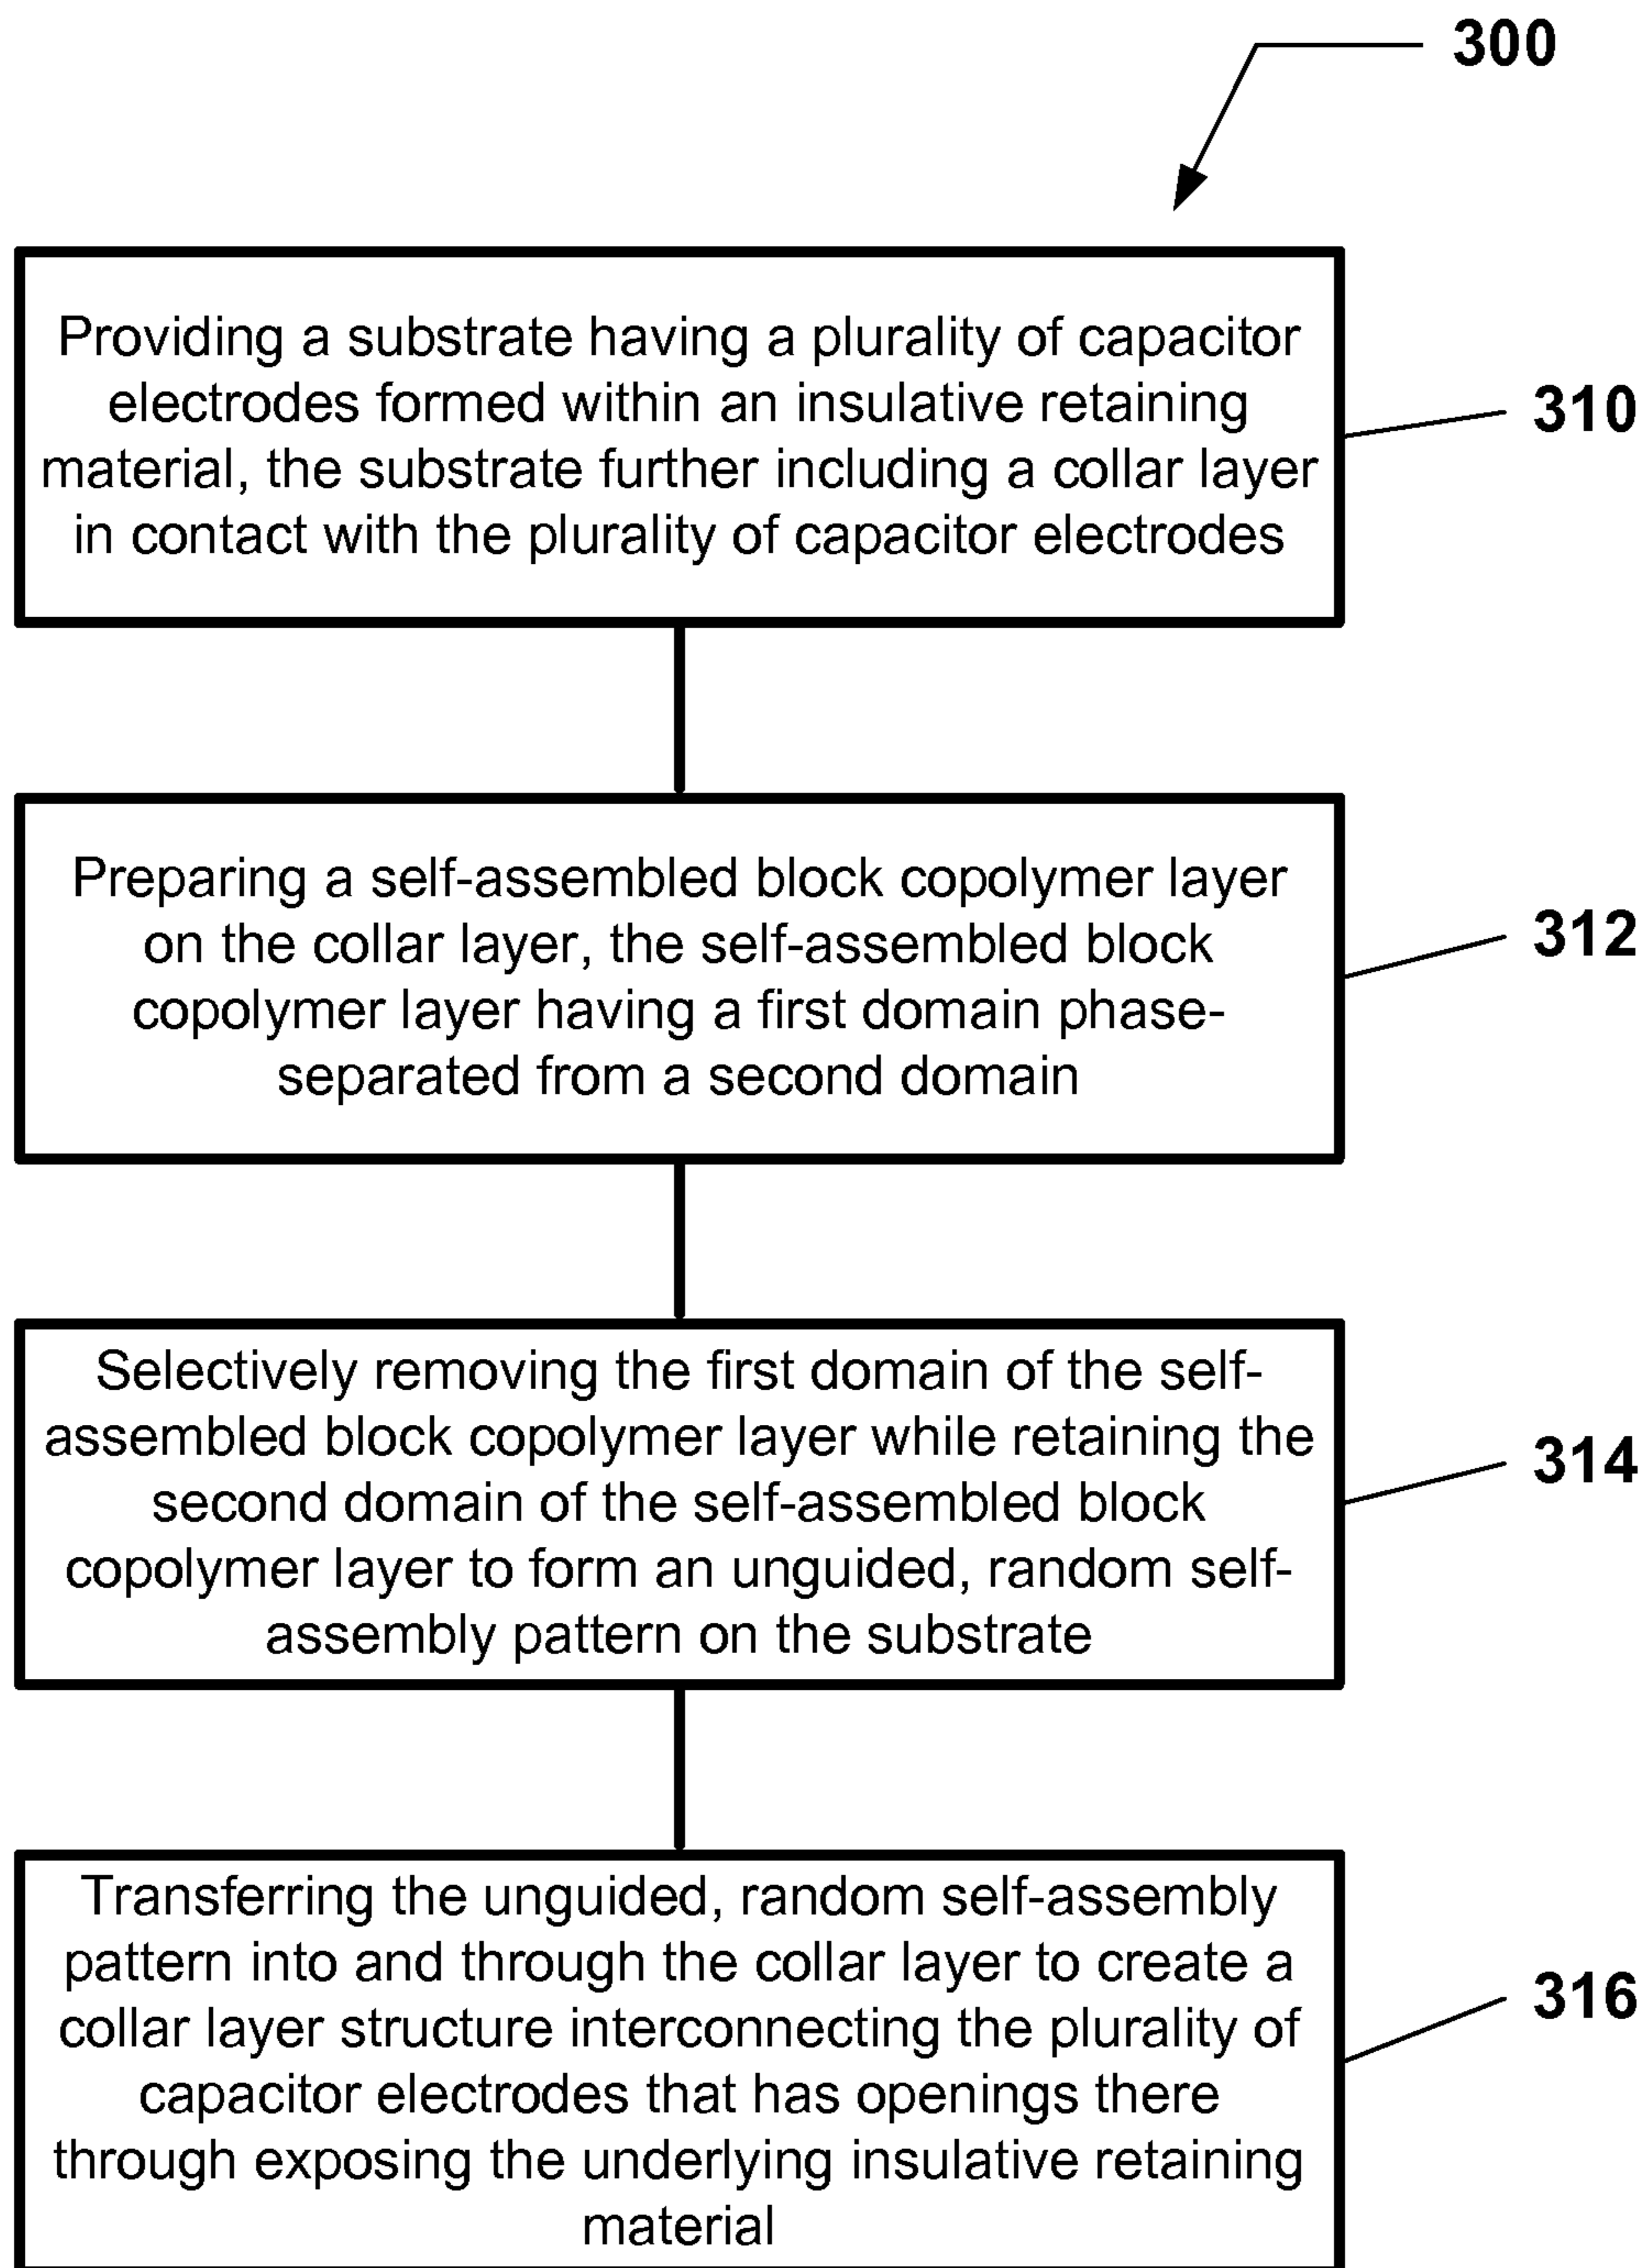 300
Providing a substrate having a plurality of capacitor
electrodes formed within an insulative retaining
material, the substrate further including a collar layer
in contact with the plurality of capacitor electrodes
310
Preparing a self-assembled block copolymer layer
on the collar layer, the self-assembled block
copolymer layer having a first domain phase-
separated from a second domain
312
Selectively removing the first domain of the self-
assembled block copolymer layer while retaining the
second domain of the self-assembled block
copolymer layer to form an unguided, random self-
assembly pattern on the substrate
314
Transferring the unguided, random self-assembly
pattern into and through the collar layer to create a
collar layer structure interconnecting the plurality of
capacitor electrodes that has openings there
through exposing the underlying insulative retaining
material
316